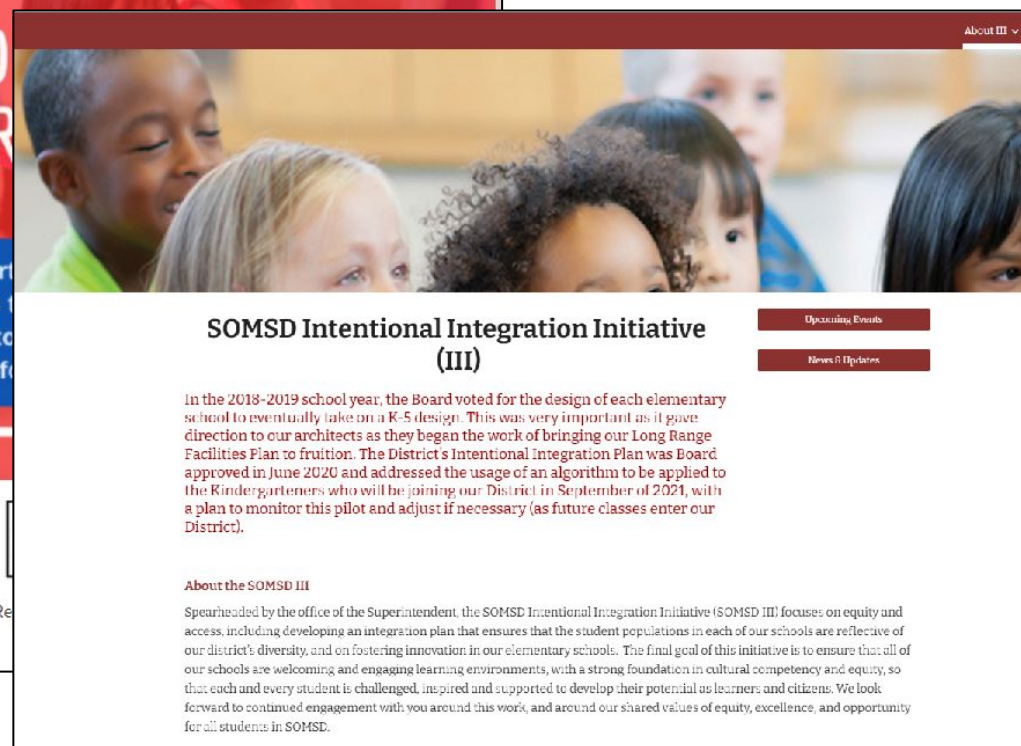 About III
SOMSD Intentional Integration Initiative
(III)
Upcoming Events
News & Updates
In the 2018-2019 school year, the Board voted for the design of each elementary
school to eventually take on a K-5 design. This was very important as it gave
direction to our architects as they began the work of bringing our Long Range
Facilities Plan to fruition. The District's Intentional Integration Plan was Board
approved in June 2020 and addressed the usage of an algorithm to be applied to
the Kindergarteners who will be joining our District in September of 2021, with
a plan to monitor this pilot and adjust if necessary (as future classes enter our
District).
About the SOMSD III
Spearheaded by the office of the Superintendent, the SOMSD Intentional Integration Initiative (SOMSD III) focuses on equity and
access, including developing an integration plan that ensures that the student populations in each of our schools are reflective of
our district's diversity, and on fostering innovation in our elementary schools. The final goal of this initiative is to ensure that all of
our schools are welcoming and engaging learning environments, with a strong foundation in cultural competency and equity, so
that each and every student is challenged, inspired and supported to develop their potential as learners and citizens. We look
forward to continued engagement with you around this work, and around our shared values of equity, excellence, and opportunity
for all students in SOMSD.